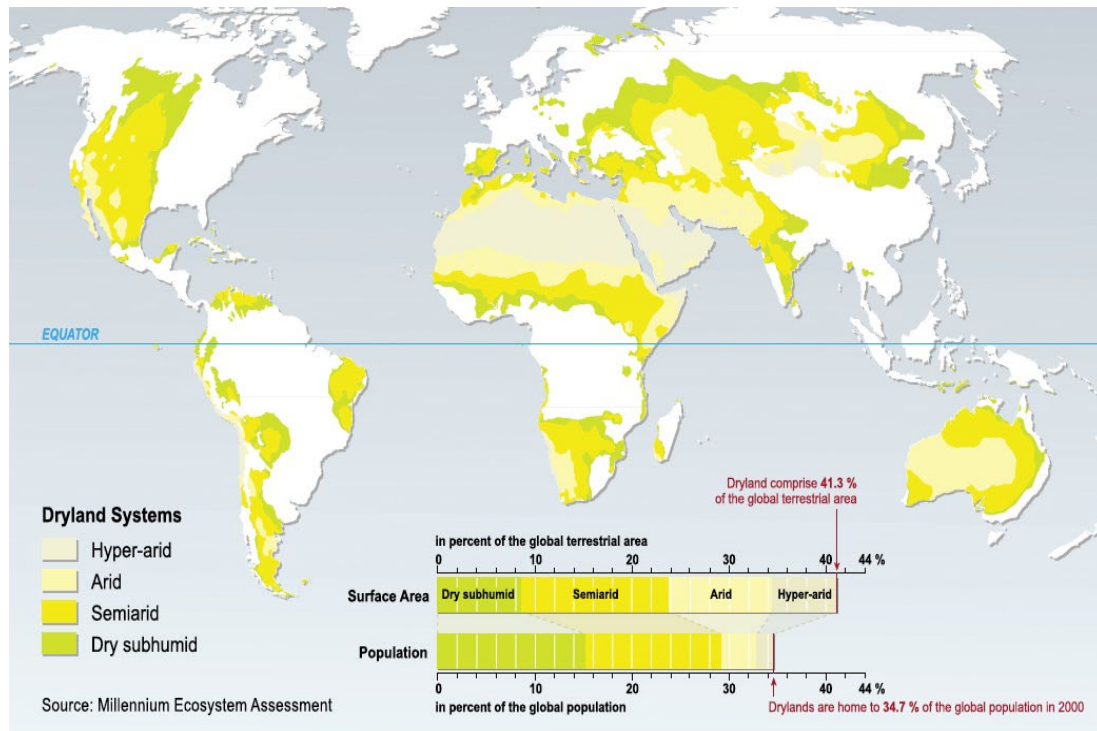 EQUATOR
Dryland Systems
Hyper-arid
Arid
Semiarid
Dry subhumid
Source: Millennium Ecosystem Assessment
Dryland comprise 41.3 %
of the global terrestrial area
in percent of the global terrestrial area
0 10 20 30 40 44 %
Surface Area Dry subhumid Semiarid Arid Hyper-arid
Population
0 10 20 30 40 44 %
in percent of the global population
Drylands are home to 34.7 % of the global population in 2000